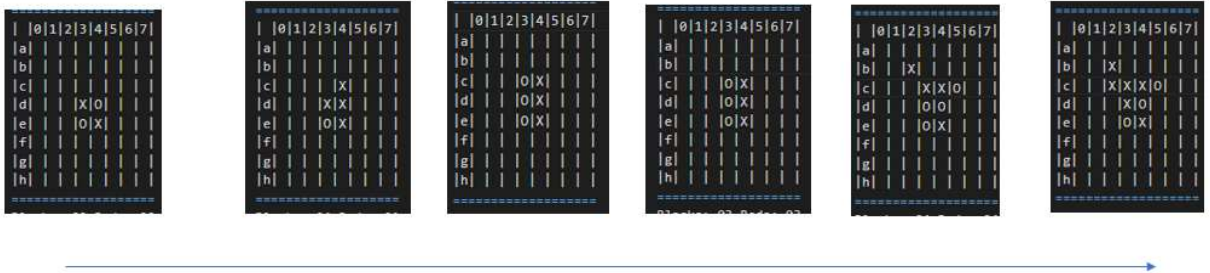 ====================
| |0|1|2|3|4|5|6|7|
|a| | | | | | | | |
|b| | | | | | | | |
|c| | | | | | | | |
|d| | | |X|O| | | |
|e| | | |O|X| | | |
|f| | | | | | | | |
|g| | | | | | | | |
|h| | | | | | | | |
====================
====================
| |0|1|2|3|4|5|6|7|
|a| | | | | | | | |
|b| | | | | | | | |
|c| | | | |X| | | |
|d| | | |X|X| | | |
|e| | | |O|X| | | |
|f| | | | | | | | |
|g| | | | | | | | |
|h| | | | | | | | |
====================
====================
| |0|1|2|3|4|5|6|7|
|a| | | | | | | | |
|b| | | | | | | | |
|c| | | |O|X| | | |
|d| | | |O|X| | | |
|e| | | |O|X| | | |
|f| | | | | | | | |
|g| | | | | | | | |
|h| | | | | | | | |
====================
====================
| |0|1|2|3|4|5|6|7|
|a| | | | | | | | |
|b| | | | | | | | |
|c| | | |O|X| | | |
|d| | | |O|X| | | |
|e| | | |O|X| | | |
|f| | | | | | | | |
|g| | | | | | | | |
|h| | | | | | | | |
====================
====================
| |0|1|2|3|4|5|6|7|
|a| | | | | | | | |
|b| | |X| | | | | |
|c| | | |X|X|O| | |
|d| | | |O|O| | | |
|e| | | |O|X| | | |
|f| | | | | | | | |
|g| | | | | | | | |
|h| | | | | | | | |
====================
====================
| |0|1|2|3|4|5|6|7|
|a| | | | | | | | |
|b| | |X| | | | | |
|c| | |X|X|X|O| | |
|d| | | |X|O| | | |
|e| | | |O|X| | | |
|f| | | | | | | | |
|g| | | | | | | | |
|h| | | | | | | | |
====================